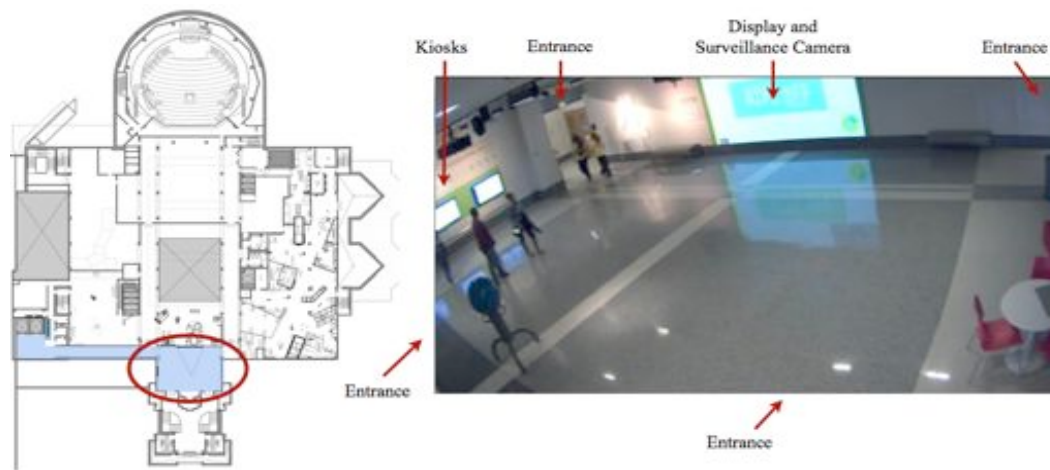 Kiosks
Entrance
Display and
Surveillance Camera
Entrance
Entrance
Entrance